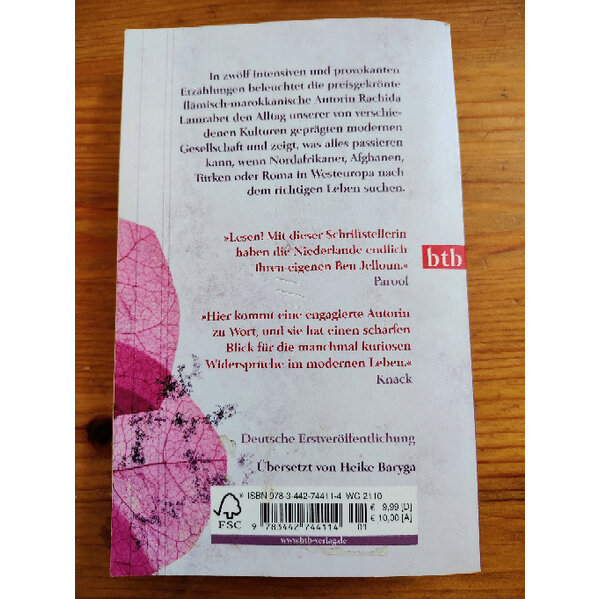 In zwölf intensiven und provokanten
Erzählungen beleuchtet die preisgekrönte
flämisch-marokkanische Autorin Rachida
Lamrabet den Alltag unserer von verschie-
denen Kulturen geprägten modernen
Gesellschaft und zeigt, was alles passieren
kann, wenn Nordafrikaner, Afghanen,
Türken oder Roma in Westeuropa nach
dem richtigen Leben suchen.
»Lesen! Mit dieser Schriftstellerin
haben die Niederlande endlich
Ihren eigenen Ben Jelloun.«
Parool
btb
»Hier kommt eine engagierte Autorin
zu Wort, und sie hat einen scharfen
Blick für die manchmal kuriosen
Widersprüche im modernen Leben.«
Knack
Deutsche Erstveröffentlichung
Übersetzt von Heike Baryga
ISBN 978-3-442-74411-4 WG 2110
€ 9,99 [D]
€ 10,30 [A]
FSC
9 783442 744114 01
www.btb-verlag.de